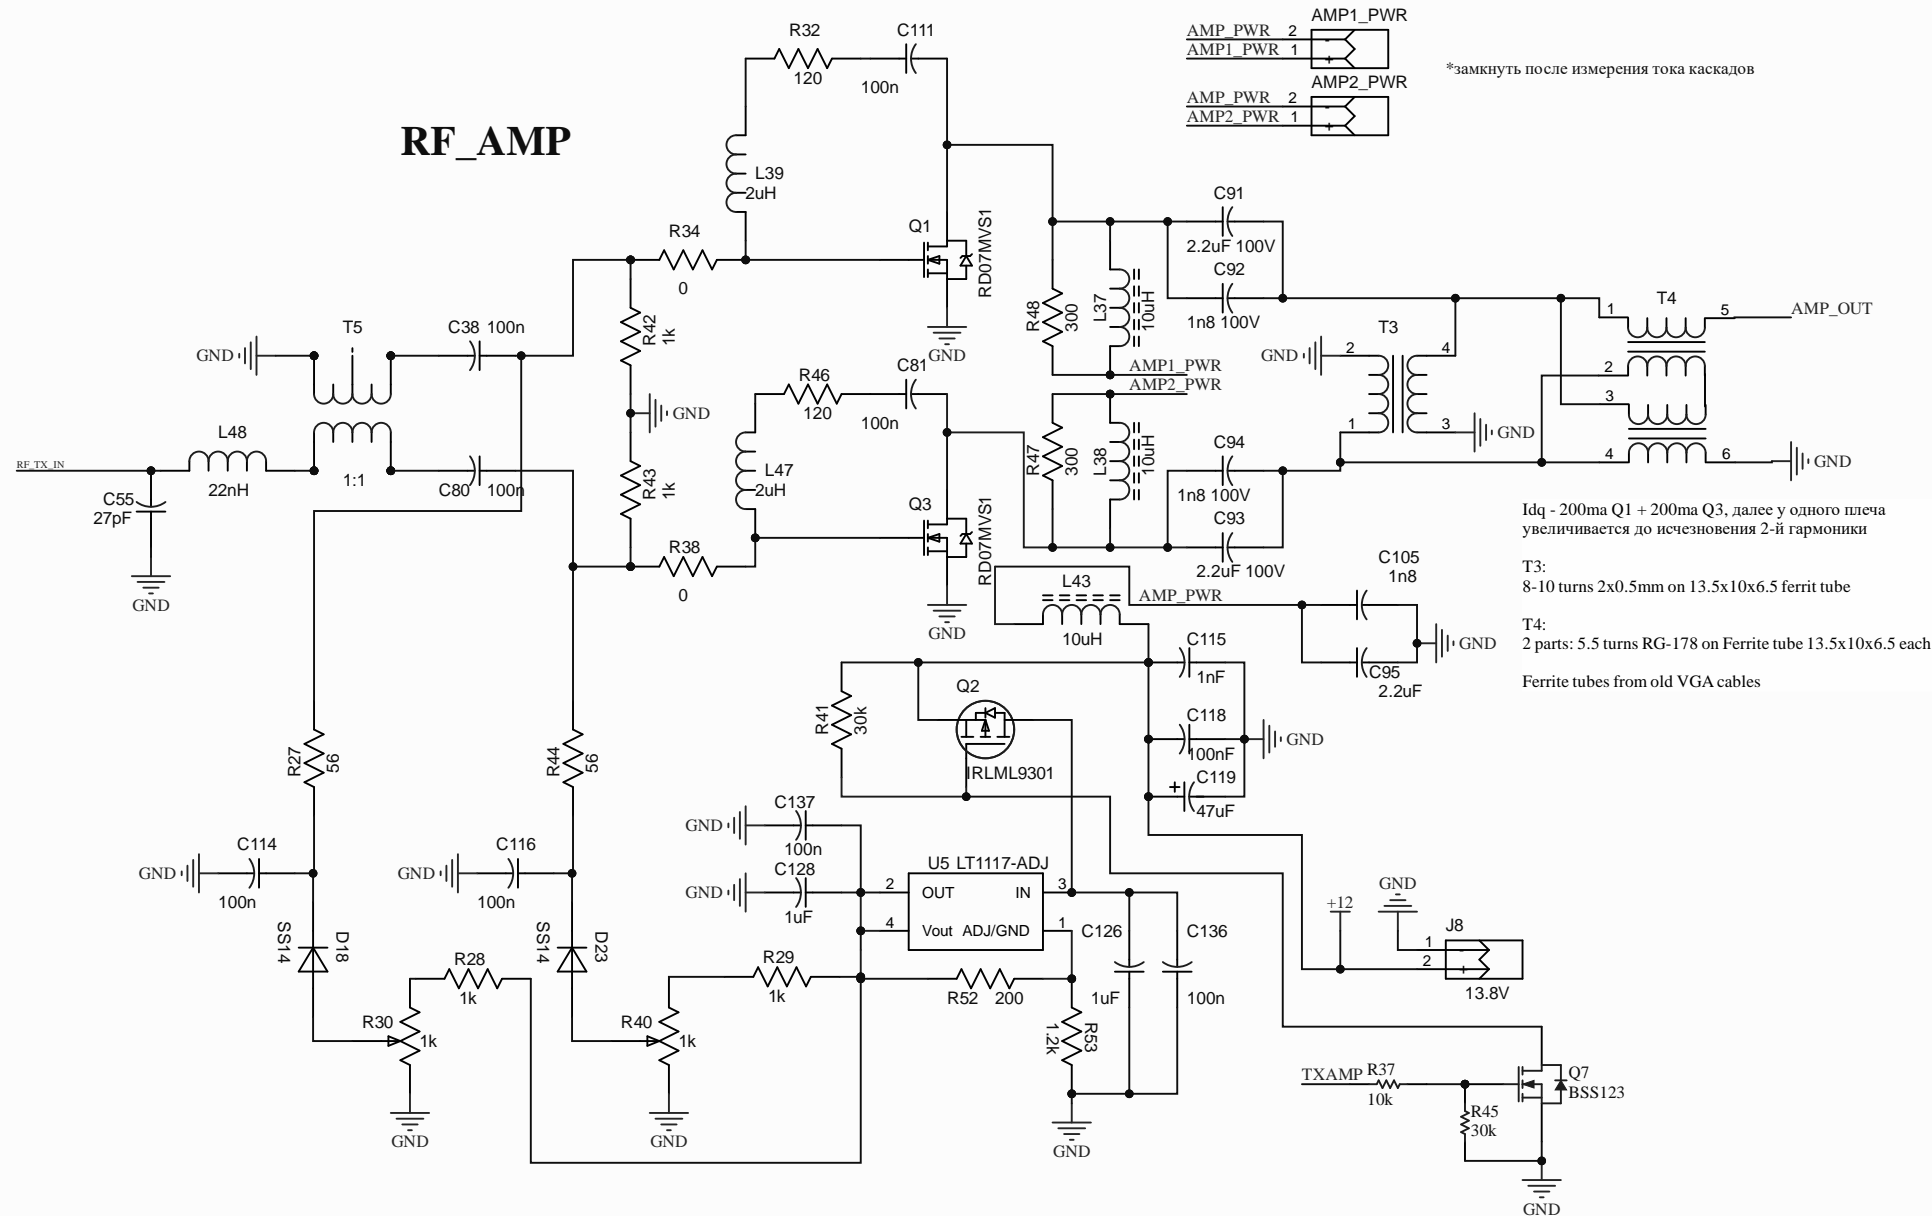 RF_AMP
R32
120
C111
100n
AMP1_PWR
AMP_PWR 2
AMP1_PWR 1
- 
+
AMP2_PWR
AMP_PWR 2
AMP2_PWR 1
-
+
*замкнуть после измерения тока каскадов
L39
2uH
R34
0
Q1
RD07MVS1
GND
C91
2.2uF 100V
C92
1n8 100V
R48
300
L37
10uH
AMP1_PWR
AMP2_PWR
T5
1:1
GND
C38 100n
C80 100n
R42
1k
GND
R43
1k
L48
22nH
RF_TX_IN
C55
27pF
GND
R46
120
C81
100n
L47
2uH
R38
0
Q3
RD07MVS1
GND
R47
300
L38
10uH
C94
1n8 100V
C93
2.2uF 100V
T3
GND 2
1
4
3 GND
T4
1
2
3
4
5 AMP_OUT
6 GND
Idq - 200ma Q1 + 200ma Q3, далее у одного плеча
увеличивается до исчезновения 2-й гармоники
T3:
8-10 turns 2x0.5mm on 13.5x10x6.5 ferrit tube
T4:
2 parts: 5.5 turns RG-178 on Ferrite tube 13.5x10x6.5 each
Ferrite tubes from old VGA cables
L43
10uH
AMP_PWR
C105
1n8
GND
C95
2.2uF
C115
1nF
C118
100nF
GND
+ C119
47uF
R41
30k
Q2
IRLML9301
R27
56
R44
56
GND
C114
100n
GND
C116
100n
GND
C137
100n
GND
C128
1uF
U5 LT1117-ADJ
2 OUT IN 3
4 Vout ADJ/GND 1
C126
1uF
C136
100n
SS14
D18
SS14
D23
R28
1k
R29
1k
R30
1k
R40
1k
R52 200
R53
1.2k
GND
GND
GND
+12
GND
J8
1 -
2 +
13.8V
TXAMP R37
10k
R45
30k
Q7
BSS123
GND